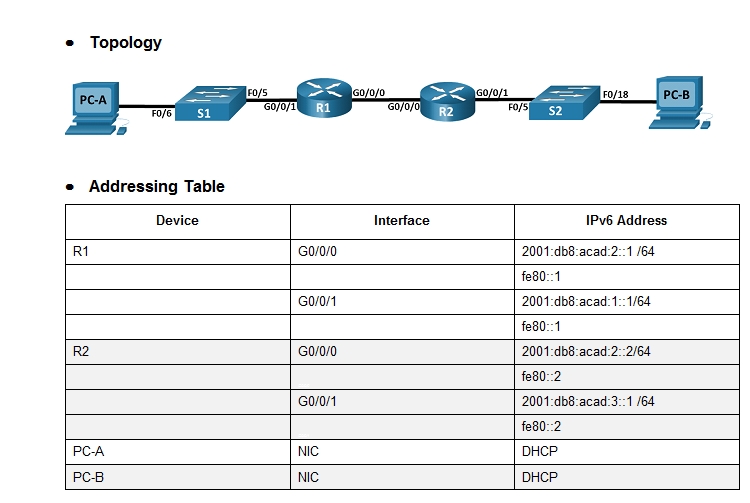 • Topology
PC-A F0/6 S1 F0/5 G0/0/1 R1 G0/0/0 G0/0/0 R2 G0/0/1 F0/5 S2 F0/18 PC-B
• Addressing Table
Device Interface IPv6 Address
R1 G0/0/0 2001:db8:acad:2::1 /64
fe80::1
G0/0/1 2001:db8:acad:1::1/64
fe80::1
R2 G0/0/0 2001:db8:acad:2::2/64
fe80::2
G0/0/1 2001:db8:acad:3::1 /64
fe80::2
PC-A NIC DHCP
PC-B NIC DHCP